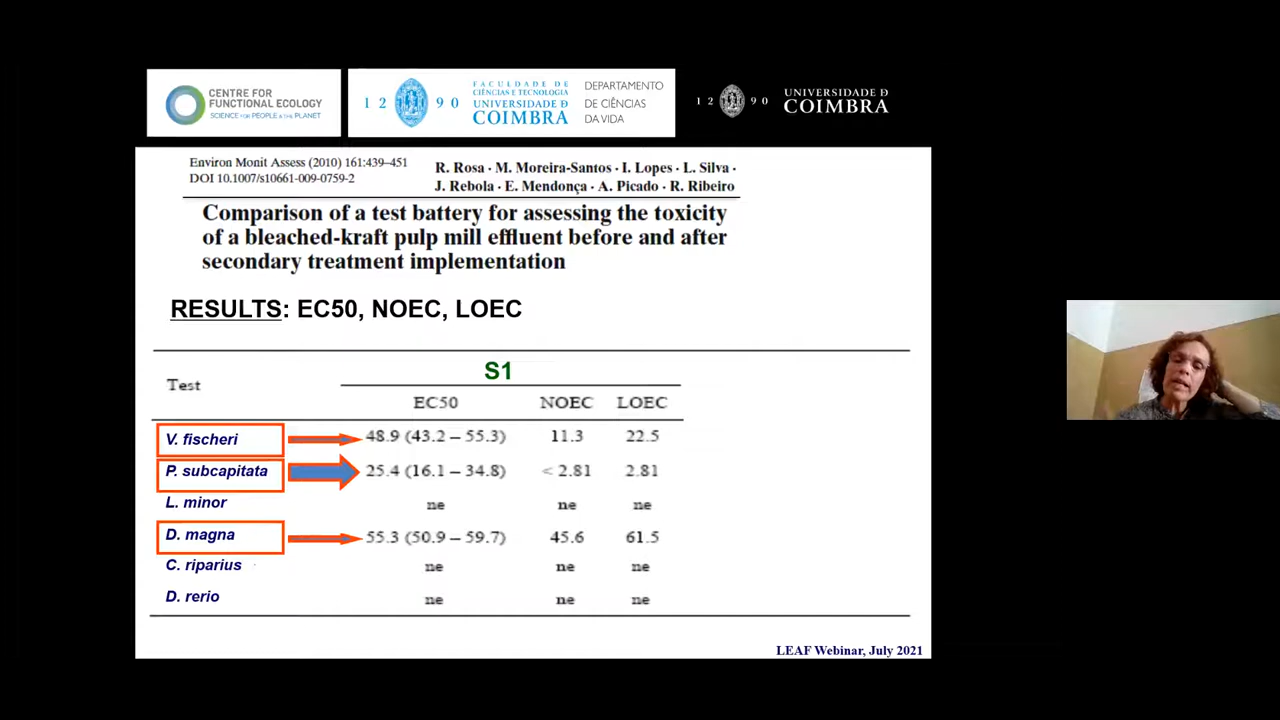 CENTRE FOR
FUNCTIONAL ECOLOGY
SCIENCE FOR PEOPLE & THE PLANET
12 90
FACULDADE DE
CIÊNCIAS E TECNOLOGIA
UNIVERSIDADE D
COIMBRA
DEPARTAMENTO
DE CIÊNCIAS
DA VIDA
12 90
UNIVERSIDADE D
COIMBRA
Environ Monit Assess (2010) 161:439–451
DOI 10.1007/s10661-009-0759-2
R. Rosa · M. Moreira-Santos · I. Lopes · L. Silva ·
J. Rebola · E. Mendonça · A. Picado · R. Ribeiro
Comparison of a test battery for assessing the toxicity
of a bleached-kraft pulp mill effluent before and after
secondary treatment implementation
RESULTS: EC50, NOEC, LOEC
S1
Test EC50 NOEC LOEC
V. fischeri 48.9 (43.2 – 55.3) 11.3 22.5
P. subcapitata 25.4 (16.1 – 34.8) < 2.81 2.81
L. minor ne ne ne
D. magna 55.3 (50.9 – 59.7) 45.6 61.5
C. riparius ne ne ne
D. rerio ne ne ne
LEAF Webinar, July 2021